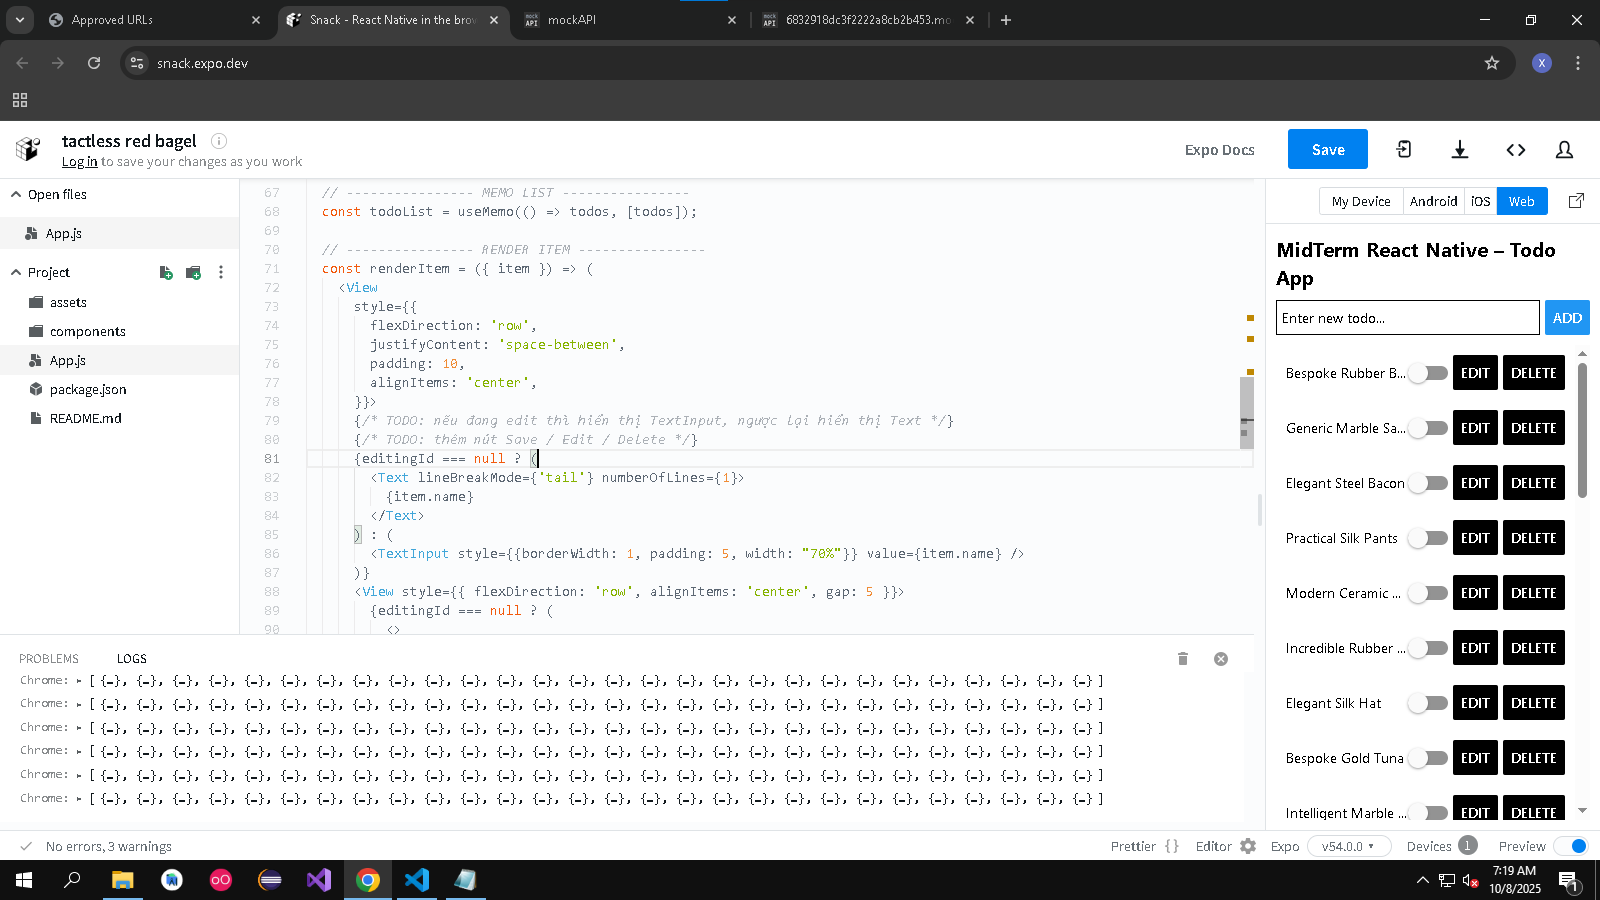 Approved URLs
Snack - React Native in the brow
mockAPI
6832918dc3f2222a8cb2b453.mo
snack.expo.dev
X
tactless red bagel
Log in to save your changes as you work
Expo Docs
Save
Open files
App.js
Project
assets
components
App.js
package.json
README.md
67 // ---------------- MEMO LIST ----------------
68 const todoList = useMemo(() => todos, [todos]);
69
70 // ---------------- RENDER ITEM ----------------
71 const renderItem = ({ item }) => (
72 <View
73 style={{
74 flexDirection: 'row',
75 justifyContent: 'space-between',
76 padding: 10,
77 alignItems: 'center',
78 }}>
79 {/* TODO: nếu đang edit thì hiển thị TextInput, ngược lại hiển thị Text */}
80 {/* TODO: thêm nút Save / Edit / Delete */}
81 {editingId === null ? (
82 <Text lineBreakMode={'tail'} numberOfLines={1}>
83 {item.name}
84 </Text>
85 ) : (
86 <TextInput style={{borderWidth: 1, padding: 5, width: "70%"}} value={item.name} />
87 )}
88 <View style={{ flexDirection: 'row', alignItems: 'center', gap: 5 }}>
89 {editingId === null ? (
90 <>
My Device
Android
iOS
Web
MidTerm React Native – Todo
App
Enter new todo...
ADD
Bespoke Rubber B... EDIT DELETE
Generic Marble Sa... EDIT DELETE
Elegant Steel Bacon EDIT DELETE
Practical Silk Pants EDIT DELETE
Modern Ceramic ... EDIT DELETE
Incredible Rubber ... EDIT DELETE
Elegant Silk Hat EDIT DELETE
Bespoke Gold Tuna EDIT DELETE
Intelligent Marble ... EDIT DELETE
PROBLEMS
LOGS
Chrome: ▸ [ {…}, {…}, {…}, {…}, {…}, {…}, {…}, {…}, {…}, {…}, {…}, {…}, {…}, {…}, {…}, {…}, {…}, {…}, {…}, {…}, {…}, {…}, {…}, {…}, {…}, {…}, {…}, {…} ]
Chrome: ▸ [ {…}, {…}, {…}, {…}, {…}, {…}, {…}, {…}, {…}, {…}, {…}, {…}, {…}, {…}, {…}, {…}, {…}, {…}, {…}, {…}, {…}, {…}, {…}, {…}, {…}, {…}, {…}, {…} ]
Chrome: ▸ [ {…}, {…}, {…}, {…}, {…}, {…}, {…}, {…}, {…}, {…}, {…}, {…}, {…}, {…}, {…}, {…}, {…}, {…}, {…}, {…}, {…}, {…}, {…}, {…}, {…}, {…}, {…}, {…} ]
Chrome: ▸ [ {…}, {…}, {…}, {…}, {…}, {…}, {…}, {…}, {…}, {…}, {…}, {…}, {…}, {…}, {…}, {…}, {…}, {…}, {…}, {…}, {…}, {…}, {…}, {…}, {…}, {…}, {…}, {…} ]
Chrome: ▸ [ {…}, {…}, {…}, {…}, {…}, {…}, {…}, {…}, {…}, {…}, {…}, {…}, {…}, {…}, {…}, {…}, {…}, {…}, {…}, {…}, {…}, {…}, {…}, {…}, {…}, {…}, {…}, {…} ]
Chrome: ▸ [ {…}, {…}, {…}, {…}, {…}, {…}, {…}, {…}, {…}, {…}, {…}, {…}, {…}, {…}, {…}, {…}, {…}, {…}, {…}, {…}, {…}, {…}, {…}, {…}, {…}, {…}, {…}, {…} ]
No errors, 3 warnings
Prettier { }
Editor
Expo
v54.0.0
Devices 1
Preview
7:19 AM
10/8/2025
1